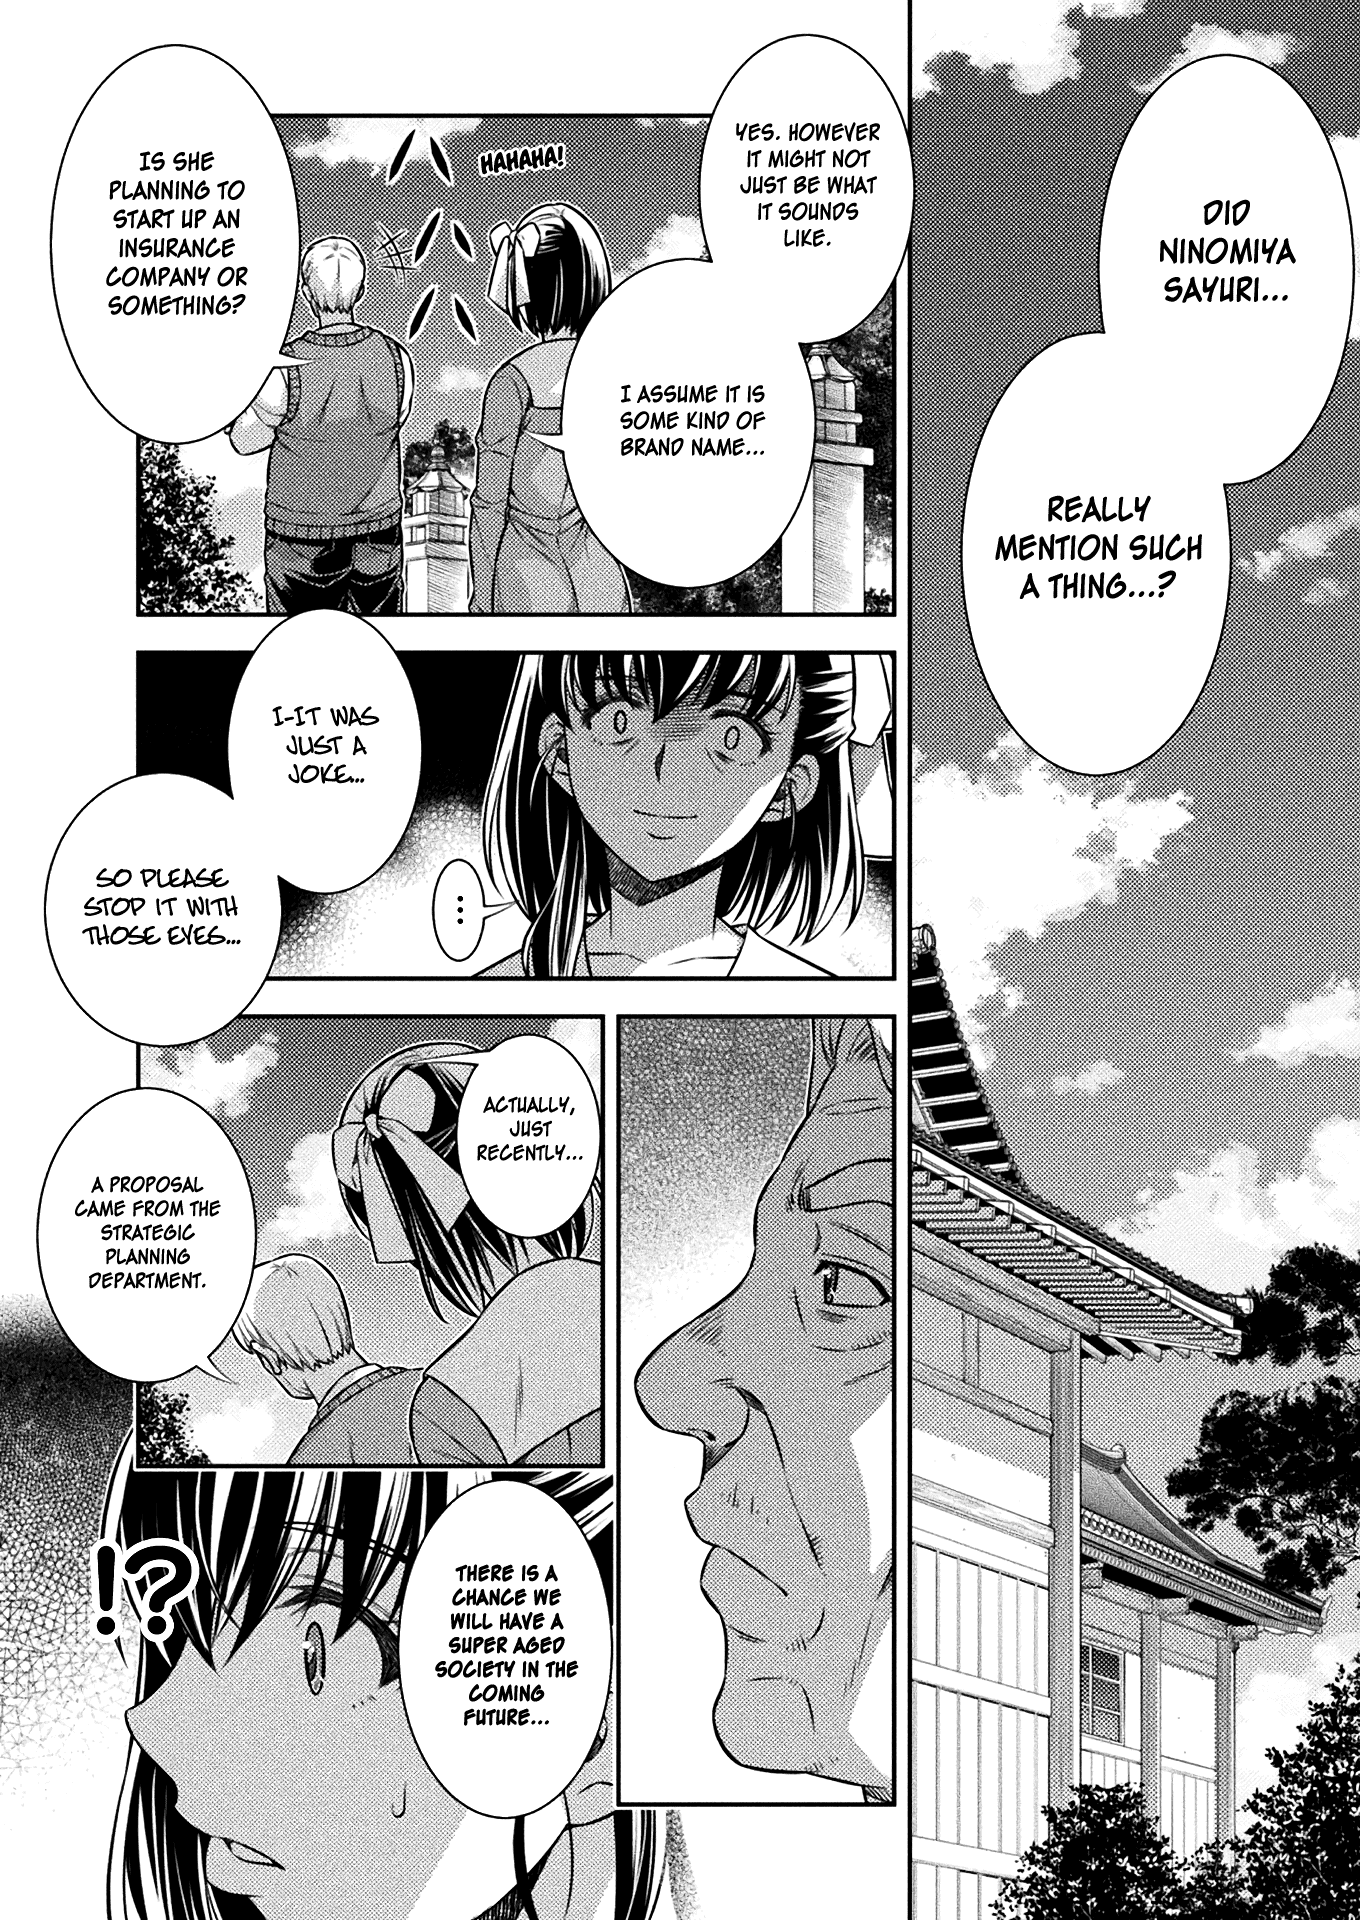 DID
NINOMIYA
SAYURI...
REALLY
MENTION SUCH
A THING...?
YES. HOWEVER
IT MIGHT NOT
JUST BE WHAT
IT SOUNDS
LIKE.
I ASSUME IT IS
SOME KIND OF
BRAND NAME...
HAHAHA!
IS SHE
PLANNING TO
START UP AN
INSURANCE
COMPANY OR
SOMETHING?
...
I-IT WAS
JUST A
JOKE...
SO PLEASE
STOP IT WITH
THOSE EYES...
ACTUALLY,
JUST
RECENTLY...
A PROPOSAL
CAME FROM THE
STRATEGIC
PLANNING
DEPARTMENT.
THERE IS A
CHANCE WE
WILL HAVE A
SUPER AGED
SOCIETY IN THE
COMING
FUTURE...
!?